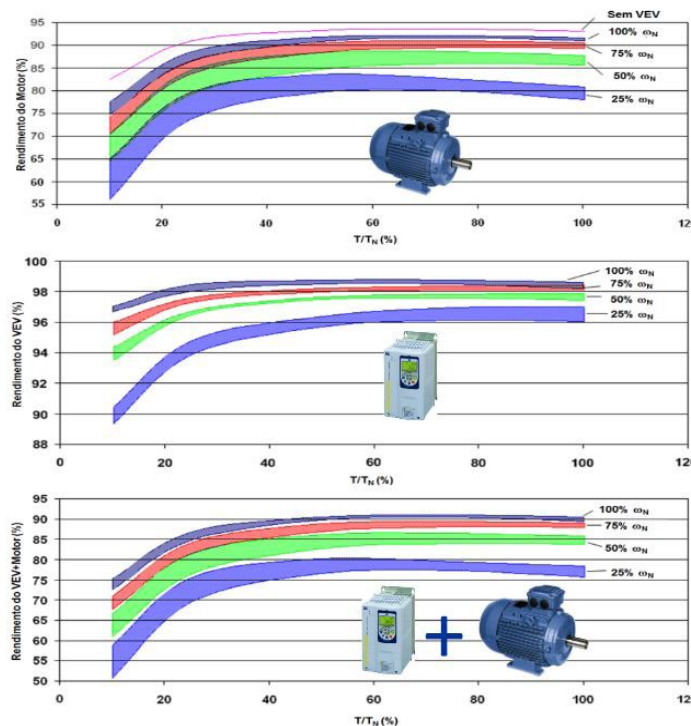 Sem VEV
100% ωN
75% ωN
50% ωN
25% ωN
Rendimento do Motor (%)
100
95
90
85
80
75
70
65
60
55
0
20
40
60
80
100
120
T/TN (%)
100% ωN
75% ωN
50% ωN
25% ωN
Rendimento do VEV (%)
100
98
96
94
92
90
88
0
20
40
60
80
100
120
T/TN (%)
100% ωN
75% ωN
50% ωN
25% ωN
Rendimento do VEV+Motor(%)
95
90
85
80
75
70
65
60
55
50
0
20
40
60
80
100
120
T/TN (%)